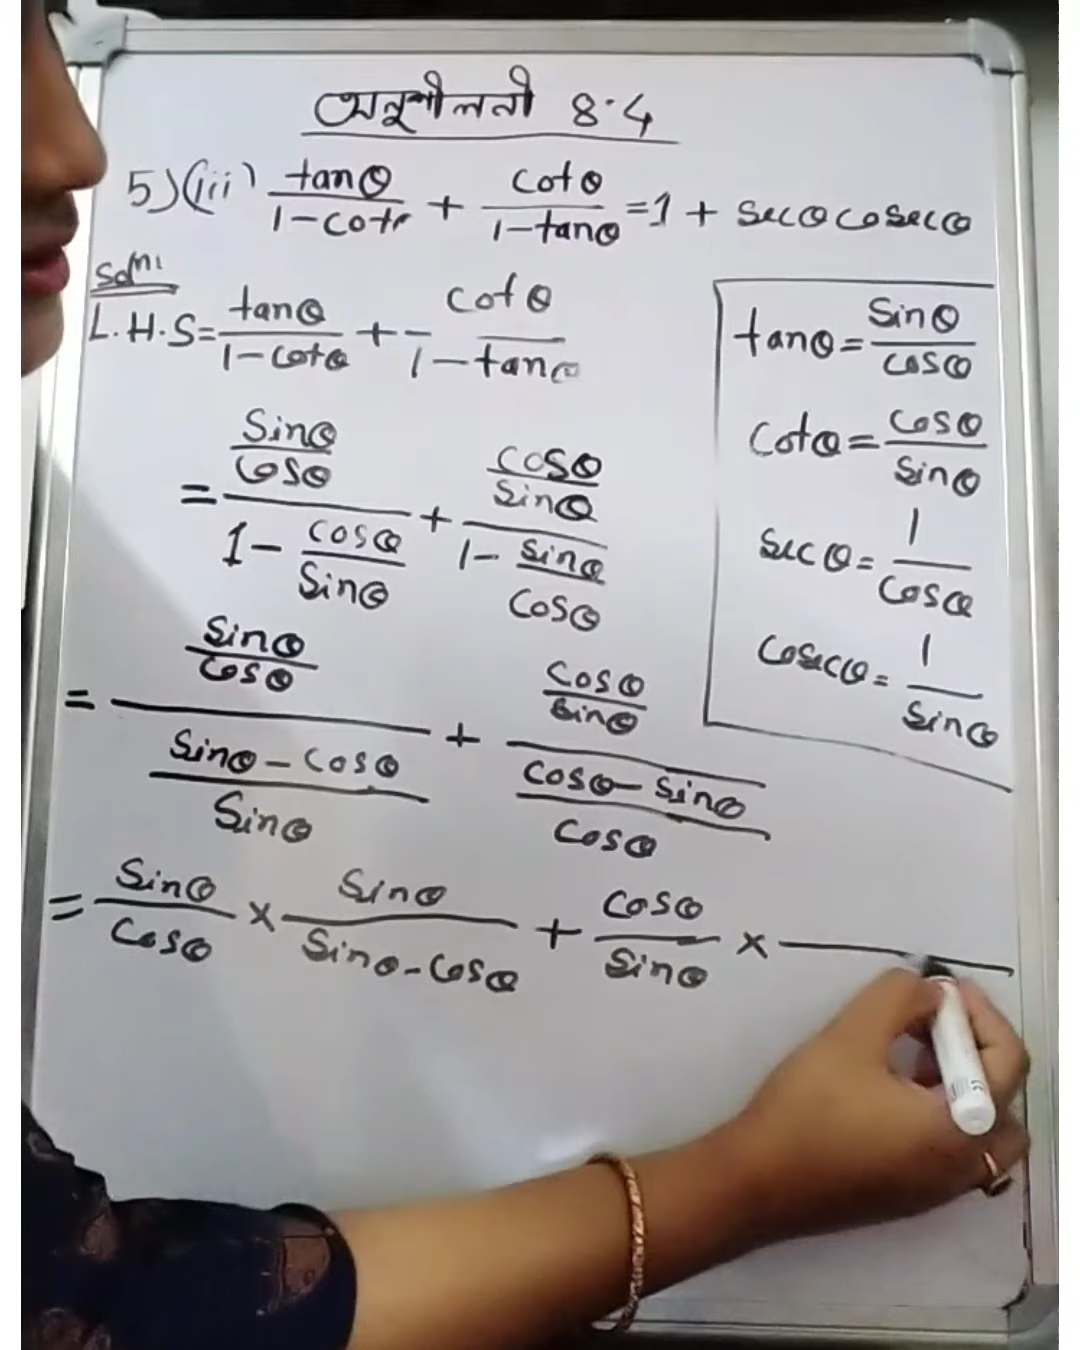 অনুশীলনী 8.4
5)(iii) tanθ/1-cotθ + cotθ/1-tanθ = 1 + secθ cosecθ
Solnः
L.H.S = tanθ/1-cotθ + cotθ/1-tanθ
= (sinθ/cosθ)/(1 - cosθ/sinθ) + (cosθ/sinθ)/(1 - sinθ/cosθ)
= (sinθ/cosθ)/((sinθ - cosθ)/sinθ) + (cosθ/sinθ)/((cosθ - sinθ)/cosθ)
= sinθ/cosθ × sinθ/(sinθ - cosθ) + cosθ/sinθ ×
tanθ = sinθ/cosθ
cotθ = cosθ/sinθ
secθ = 1/cosθ
cosecθ = 1/sinθ